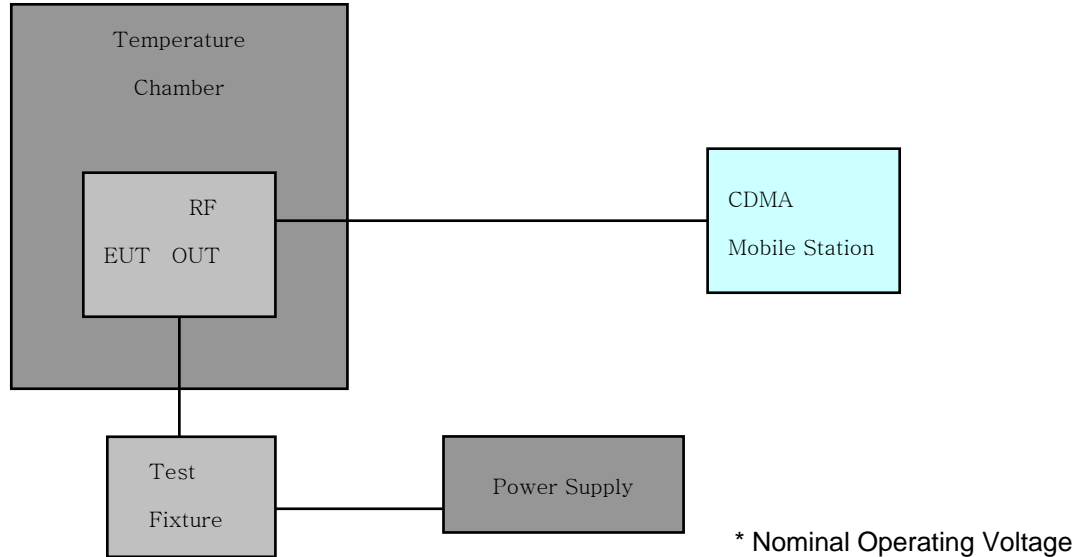 Temperature
Chamber
RF
EUT OUT
CDMA
Mobile Station
Test
Fixture
Power Supply
* Nominal Operating Voltage